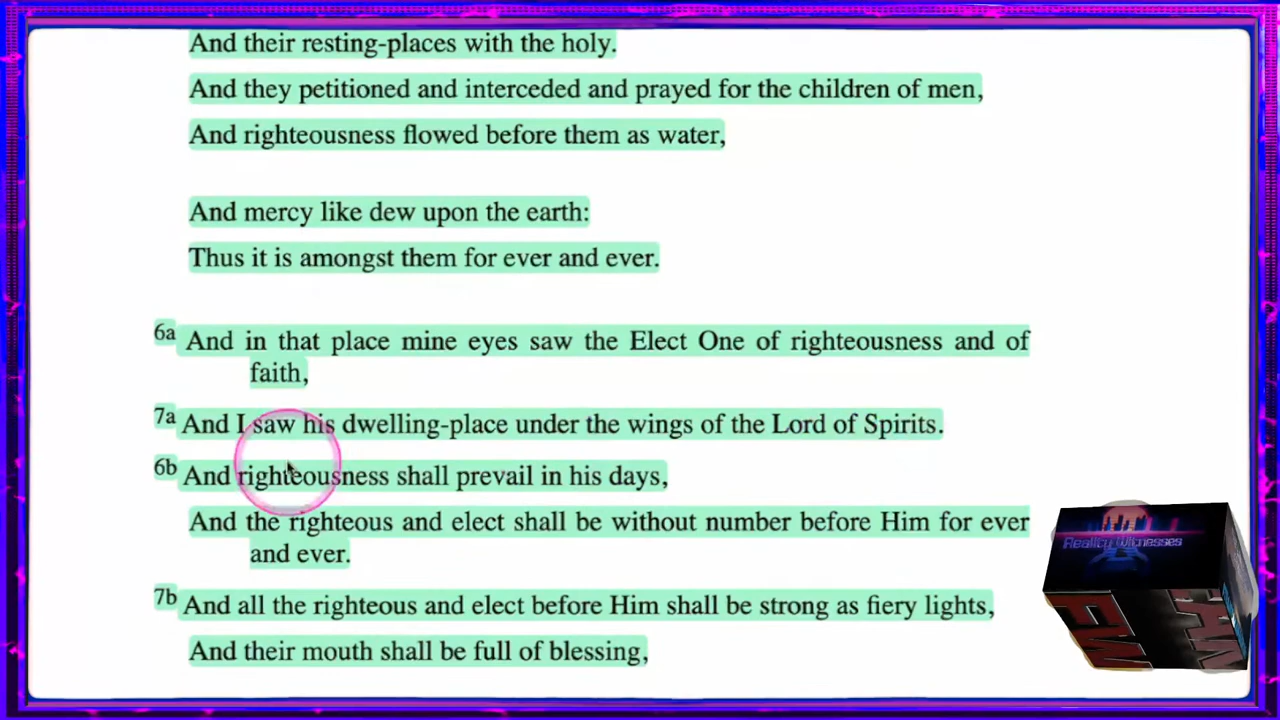 And their resting-places with the holy.
And they petitioned and interceded and prayed for the children of men,
And righteousness flowed before them as water,
And mercy like dew upon the earth:
Thus it is amongst them for ever and ever.
6a And in that place mine eyes saw the Elect One of righteousness and of
faith,
7a And I saw his dwelling-place under the wings of the Lord of Spirits.
6b And righteousness shall prevail in his days,
And the righteous and elect shall be without number before Him for ever
and ever.
7b And all the righteous and elect before Him shall be strong as fiery lights,
And their mouth shall be full of blessing,
Reality Witnesses